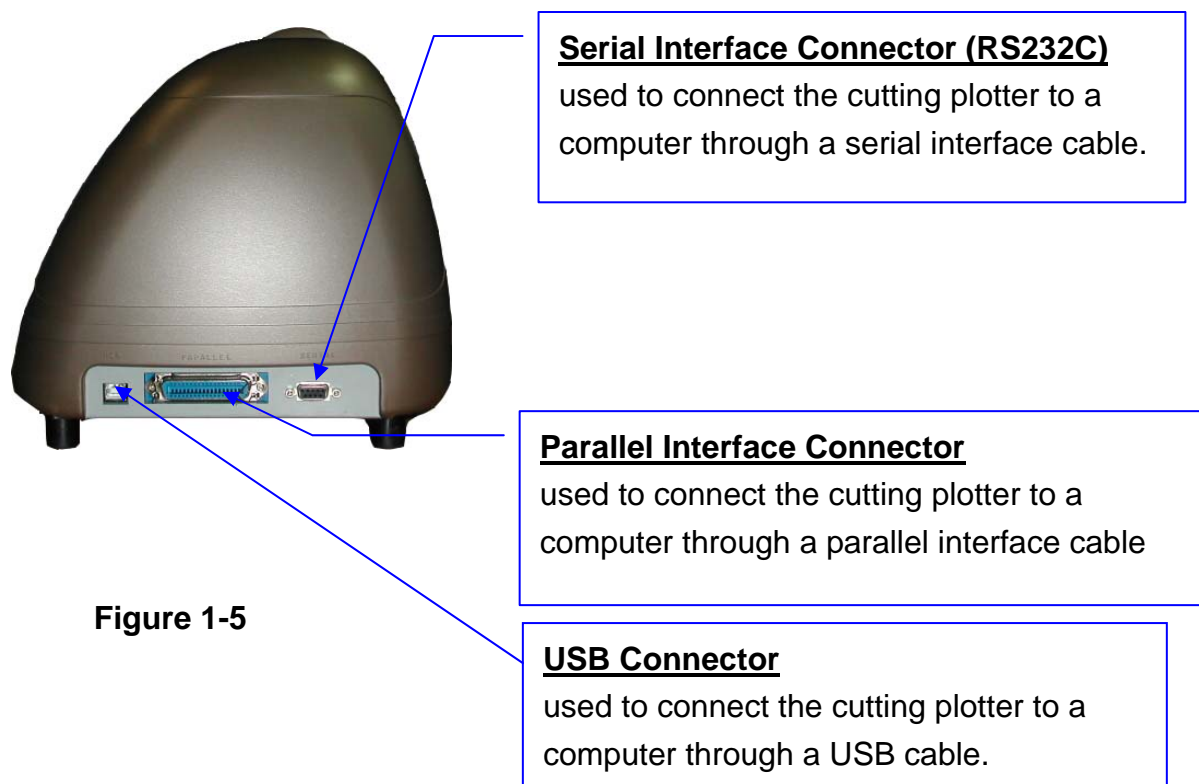 Serial Interface Connector (RS232C)
used to connect the cutting plotter to a
computer through a serial interface cable.
USB PARALLEL SERIAL
Parallel Interface Connector
used to connect the cutting plotter to a
computer through a parallel interface cable
Figure 1-5
USB Connector
used to connect the cutting plotter to a
computer through a USB cable.